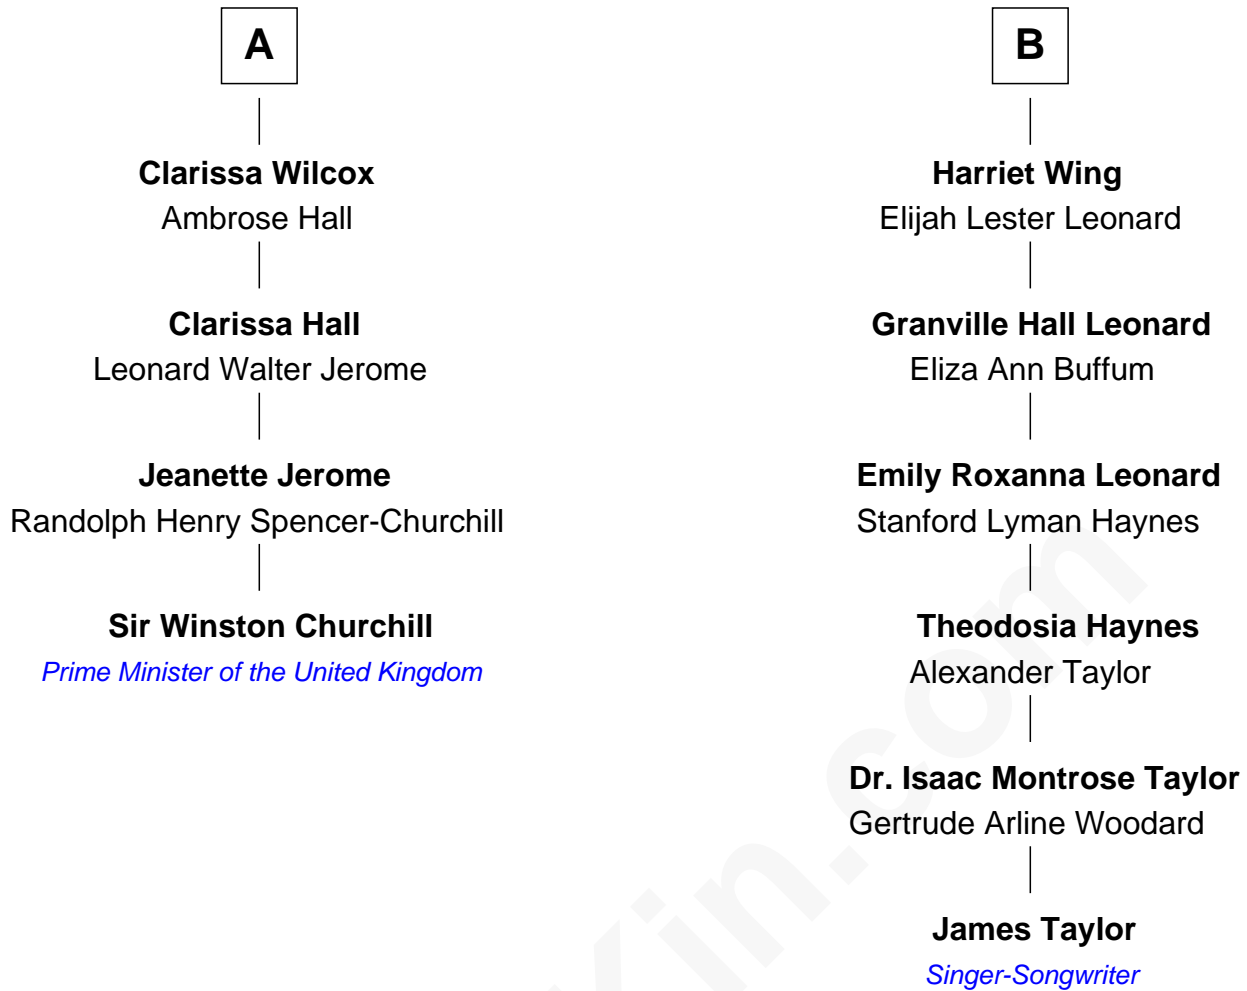 A
Clarissa Wilcox
Ambrose Hall
Clarissa Hall
Leonard Walter Jerome
Jeanette Jerome
Randolph Henry Spencer-Churchill
Sir Winston Churchill
Prime Minister of the United Kingdom
B
Harriet Wing
Elijah Lester Leonard
Granville Hall Leonard
Eliza Ann Buffum
Emily Roxanna Leonard
Stanford Lyman Haynes
Theodosia Haynes
Alexander Taylor
Dr. Isaac Montrose Taylor
Gertrude Arline Woodard
James Taylor
Singer-Songwriter
Kin.com